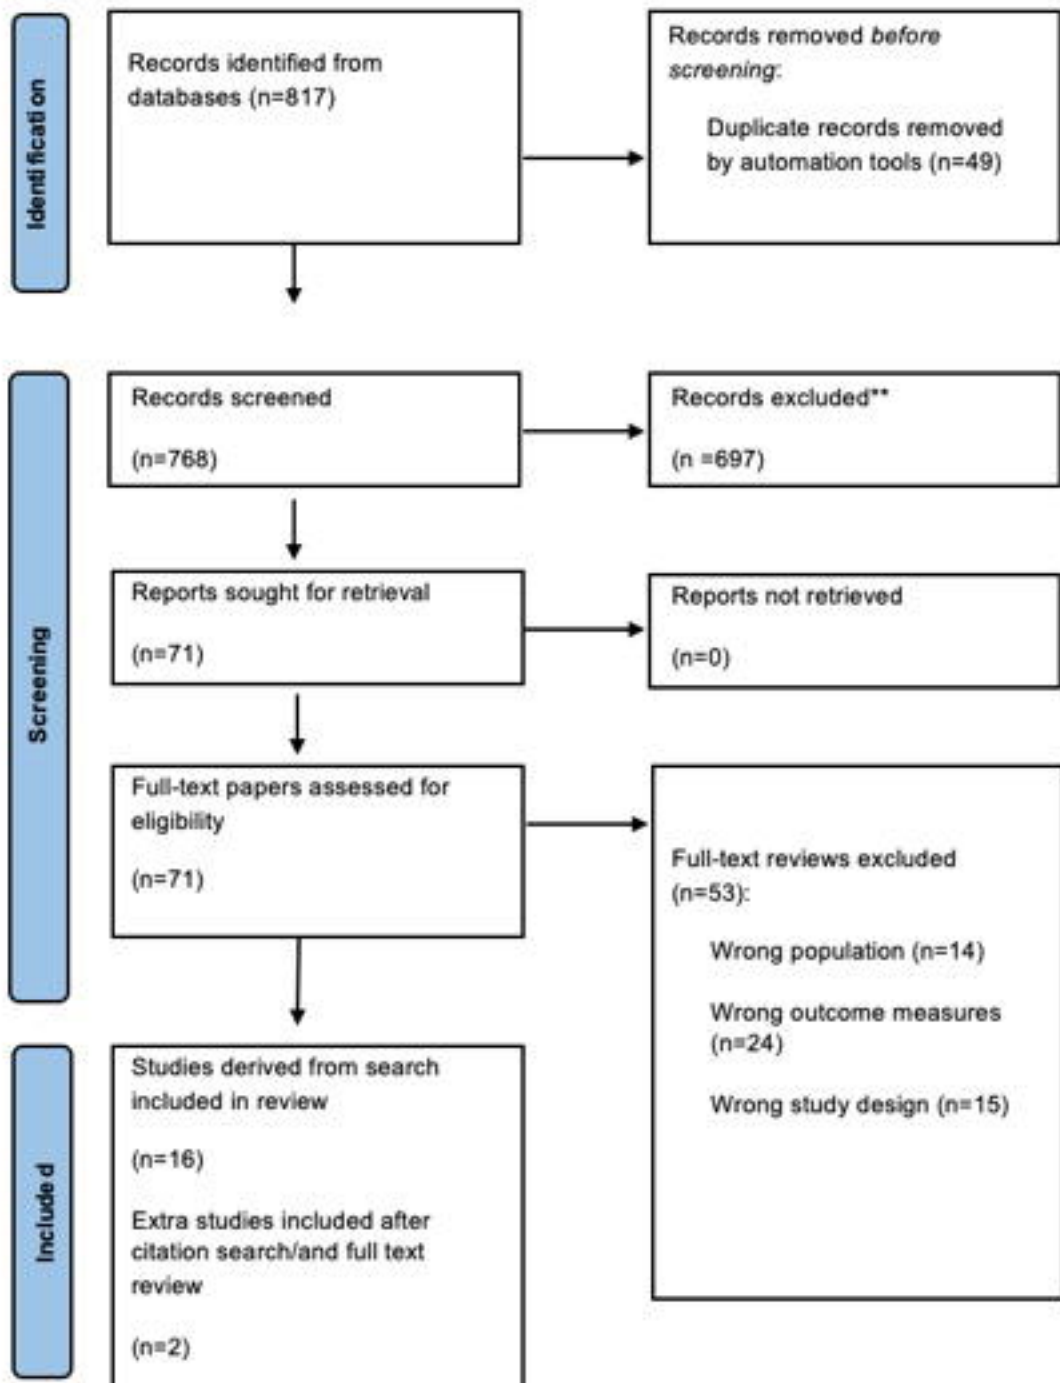 Identification
Records identified from
databases (n=817)
Records removed before
screening:
Duplicate records removed
by automation tools (n=49)
Screening
Records screened
(n=768)
Records excluded**
(n =697)
Reports sought for retrieval
(n=71)
Reports not retrieved
(n=0)
Full-text papers assessed for
eligibility
(n=71)
Full-text reviews excluded
(n=53):
Wrong population (n=14)
Wrong outcome measures
(n=24)
Wrong study design (n=15)
Included
Studies derived from search
included in review
(n=16)
Extra studies included after
citation search/and full text
review
(n=2)